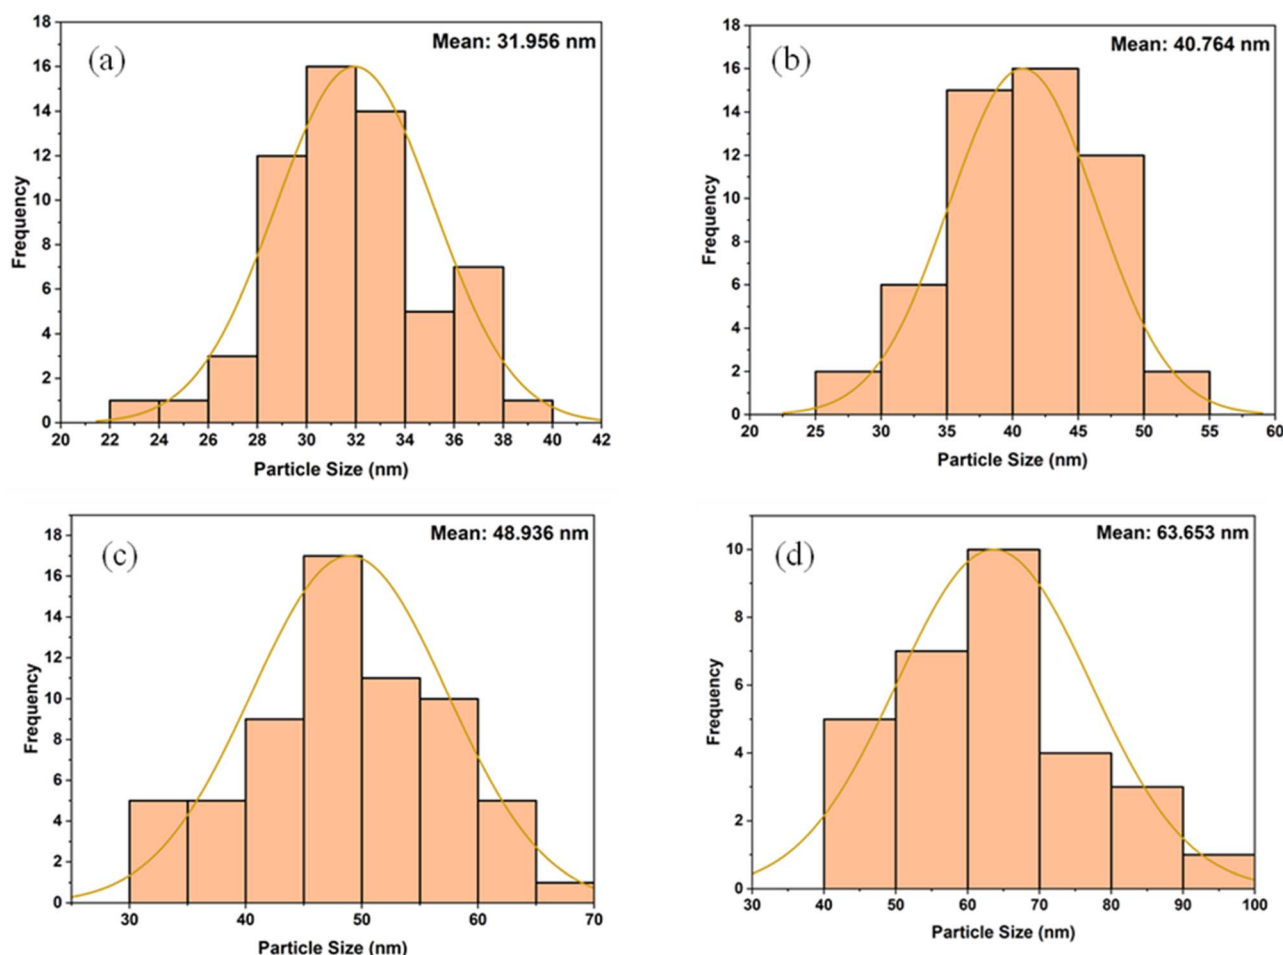 (a)
Mean: 31.956 nm
Frequency
18
16
14
12
10
8
6
4
2
0
20 22 24 26 28 30 32 34 36 38 40 42
Particle Size (nm)
(b)
Mean: 40.764 nm
Frequency
18
16
14
12
10
8
6
4
2
0
20 25 30 35 40 45 50 55 60
Particle Size (nm)
(c)
Mean: 48.936 nm
Frequency
18
16
14
12
10
8
6
4
2
0
30 40 50 60 70
Particle Size (nm)
(d)
Mean: 63.653 nm
Frequency
10
8
6
4
2
0
30 40 50 60 70 80 90 100
Particle Size (nm)